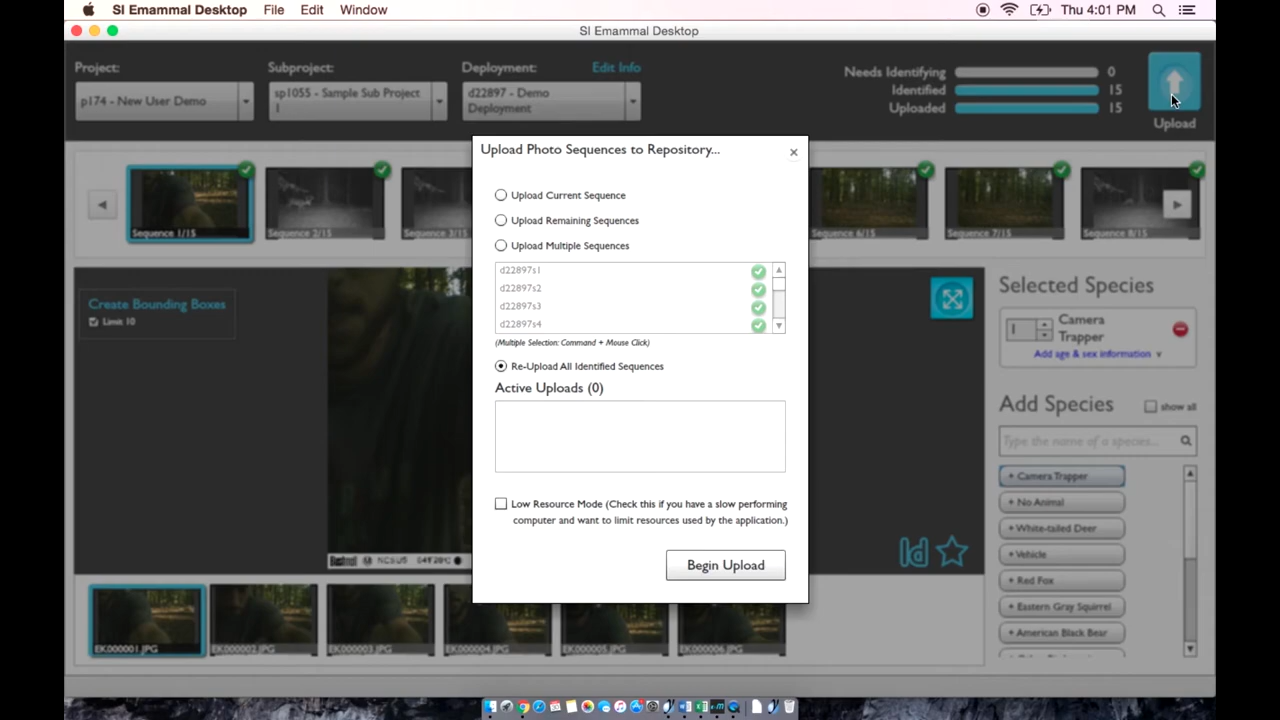 SI Emammal Desktop File Edit Window Thu 4:01 PM
SI Emammal Desktop
Project: Subproject: Deployment: Edit Info
p174 - New User Demo
sp1055 - Sample Sub Project
1
d22897 - Demo
Deployment
Needs Identifying 0
Identified 15
Uploaded 15
Upload
Sequence 1/15
Sequence 2/15
Sequence 3/15
Sequence 6/15
Sequence 7/15
Sequence 8/15
Upload Photo Sequences to Repository...
Upload Current Sequence
Upload Remaining Sequences
Upload Multiple Sequences
d22897s1
d22897s2
d22897s3
d22897s4
(Multiple Selection: Command + Mouse Click)
Re-Upload All Identified Sequences
Active Uploads (0)
Low Resource Mode (Check this if you have a slow performing
computer and want to limit resources used by the application.)
Begin Upload
Create Bounding Boxes
Limit 10
Bushnell NCSU5
Id
EK000001.JPG
EK000002.JPG
EK000003.JPG
EK000004.JPG
EK000005.JPG
EK000006.JPG
Selected Species
1
Camera
Trapper
Add age & sex information
Add Species show all
Type the name of a species...
+ Camera Trapper
+ No Animal
+ White-tailed Deer
+ Vehicle
+ Red Fox
+ Eastern Gray Squirrel
+ American Black Bear